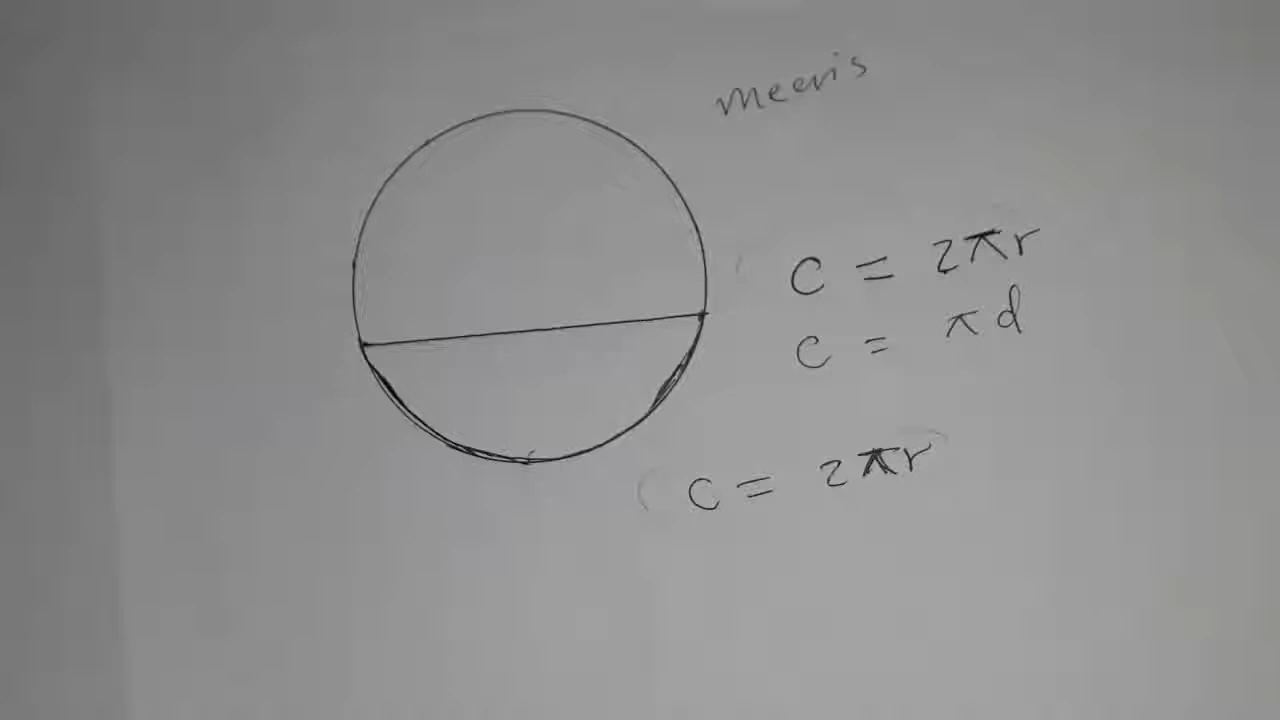 meeris
C = 2πr
C = πd
C = 2πr